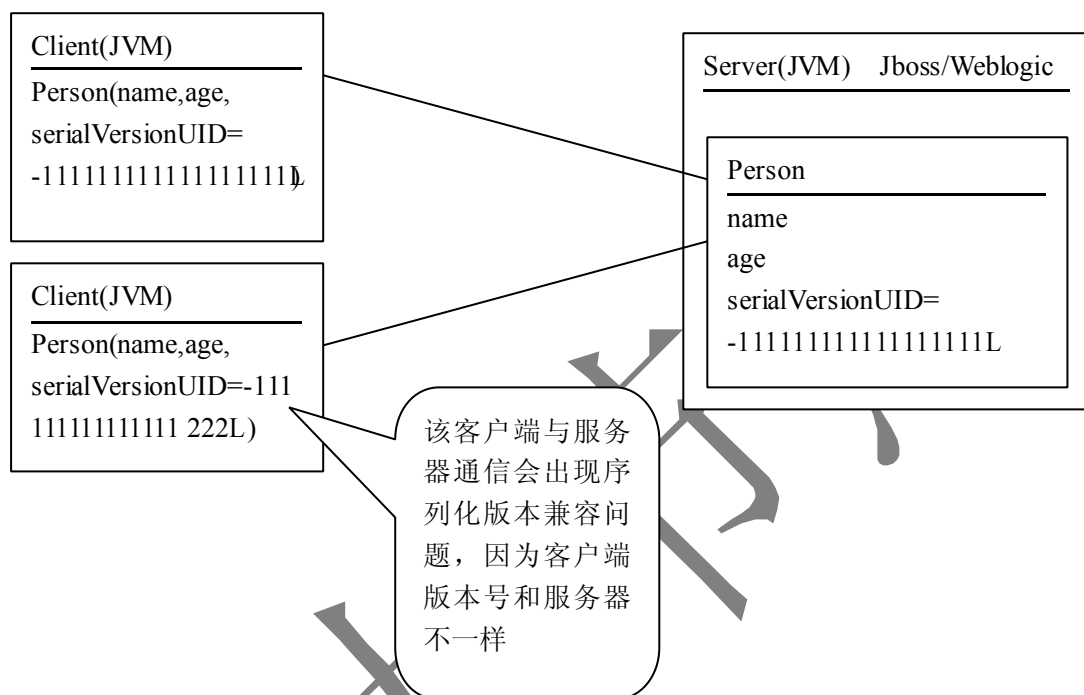 Client(JVM)
Person(name,age,
serialVersionUID=
-1111111111111111111L)
Client(JVM)
Person(name,age,
serialVersionUID=-111
111111111111 222L)
Server(JVM) Jboss/Weblogic
Person
name
age
serialVersionUID=
-1111111111111111111L
该客户端与服务
器通信会出现序
列化版本兼容问
题，因为客户端
版本号和服务器
不一样